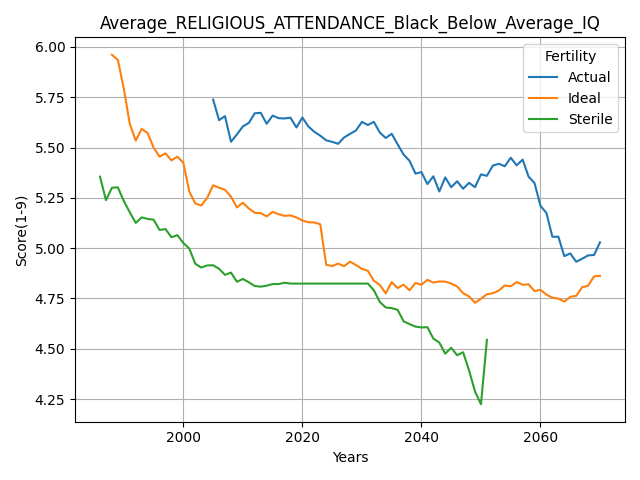 Average_RELIGIOUS_ATTENDANCE_Black_Below_Average_IQ
Fertility
Actual
Ideal
Sterile
Score(1-9)
6.00
5.75
5.50
5.25
5.00
4.75
4.50
4.25
2000 2020 2040 2060
Years